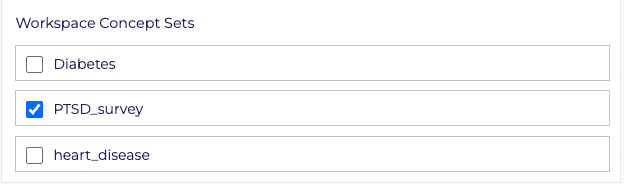 Workspace Concept Sets
Diabetes
PTSD_survey
heart_disease